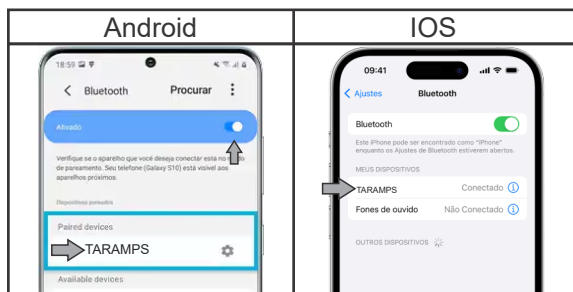 Android
IOS
18:59
Bluetooth
Procurar
Ativado
Verifique se o aparelho que você deseja conectar está no modo
de pareamento. Seu telefone (Galaxy S10) está visível aos
aparelhos próximos.
Dispositivos pareados
Paired devices
TARAMPS
Available devices
09:41
Ajustes
Bluetooth
Bluetooth
Este iPhone pode ser encontrado como "iPhone"
enquanto os Ajustes de Bluetooth estiverem abertos.
MEUS DISPOSITIVOS
TARAMPS Conectado
Fones de ouvido Não Conectado
OUTROS DISPOSITIVOS